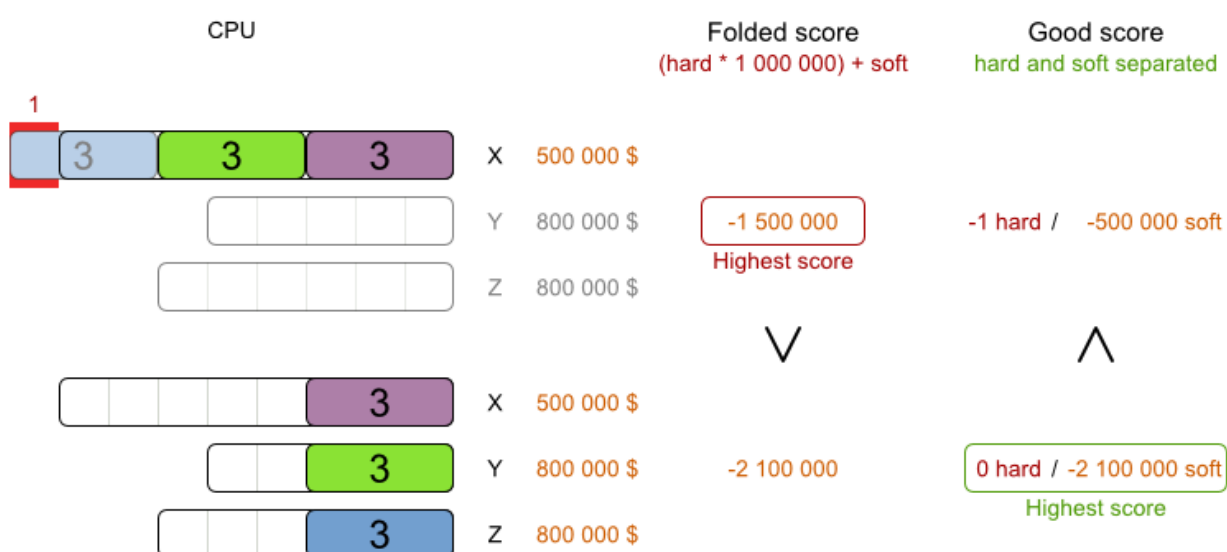 CPU Folded score Good score
(hard * 1 000 000) + soft hard and soft separated
1
3 3 3 X 500 000 $
Y 800 000 $ -1 500 000 -1 hard / -500 000 soft
Highest score
Z 800 000 $
> <
3 X 500 000 $
3 Y 800 000 $ -2 100 000 0 hard / -2 100 000 soft
Highest score
3 Z 800 000 $